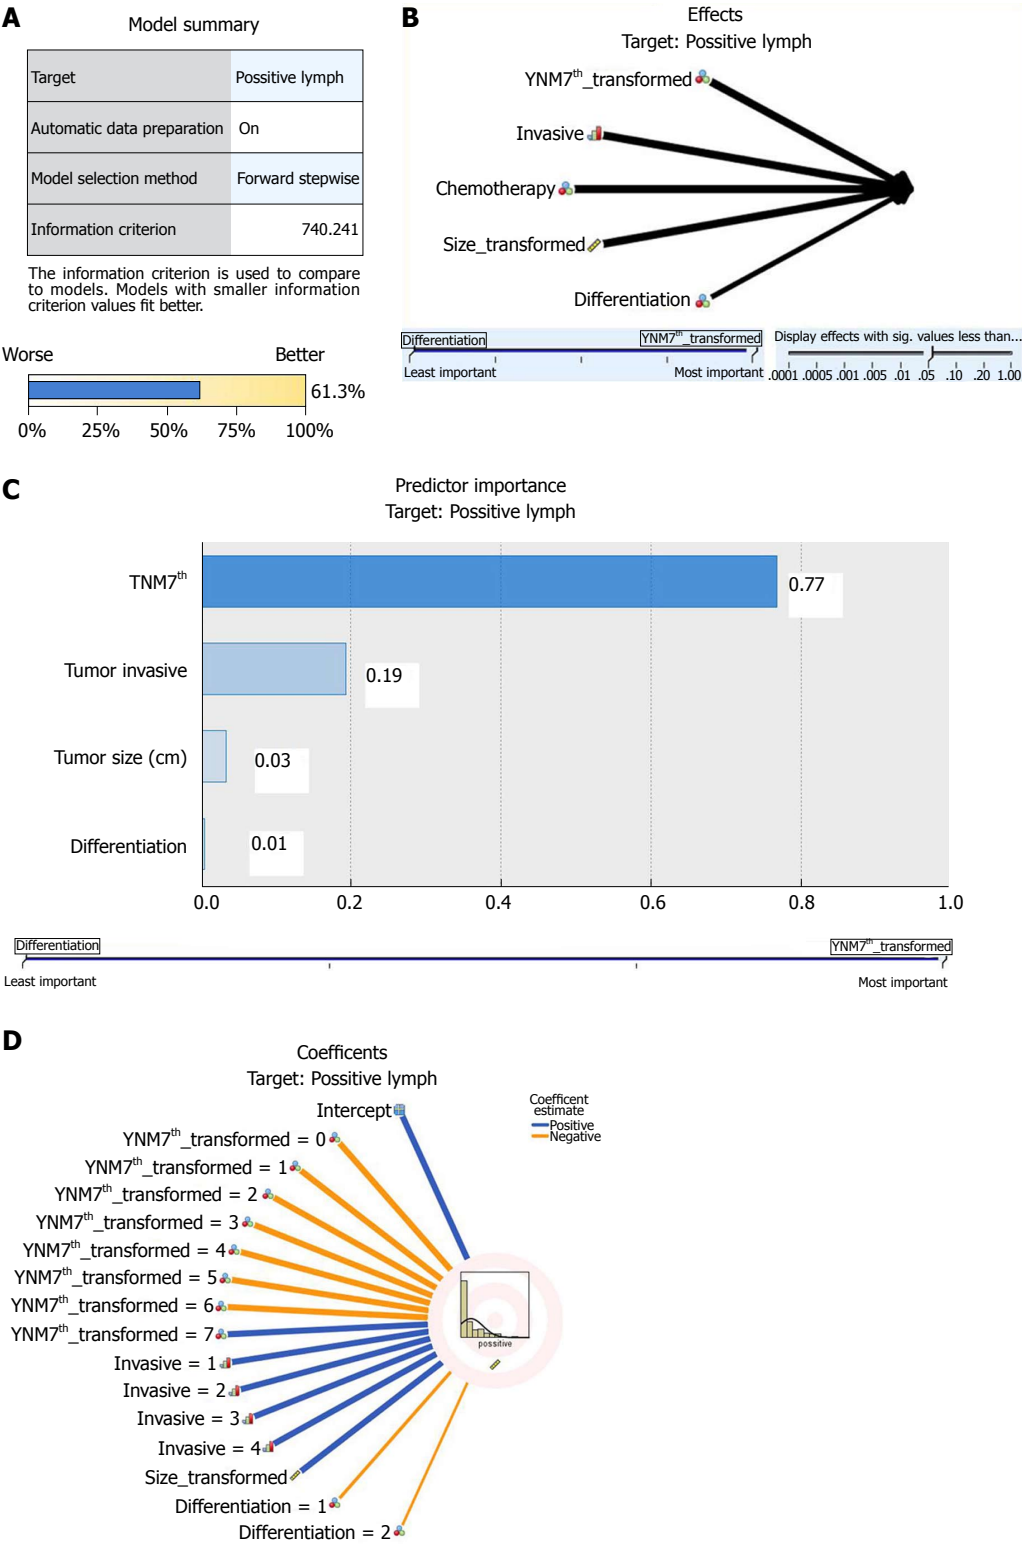 A
Model summary
Target Possitive lymph
Automatic data preparation On
Model selection method Forward stepwise
Information criterion 740.241
The information criterion is used to compare
to models. Models with smaller information
criterion values fit better.
Worse Better
61.3%
0% 25% 50% 75% 100%
B
Effects
Target: Possitive lymph
YNM7th_transformed
Invasive
Chemotherapy
Size_transformed
Differentiation
Differentiation YNM7th_transformed
Least important Most important
Display effects with sig. values less than...
.0001 .0005 .001 .005 .01 .05 .10 .20 1.00
C
Predictor importance
Target: Possitive lymph
TNM7th 0.77
Tumor invasive 0.19
Tumor size (cm) 0.03
Differentiation 0.01
0.0 0.2 0.4 0.6 0.8 1.0
Differentiation YNM7th_transformed
Least important Most important
D
Coefficents
Target: Possitive lymph
Coefficent
estimate
Positive
Negative
Intercept
YNM7th_transformed = 0
YNM7th_transformed = 1
YNM7th_transformed = 2
YNM7th_transformed = 3
YNM7th_transformed = 4
YNM7th_transformed = 5
YNM7th_transformed = 6
YNM7th_transformed = 7
Invasive = 1
Invasive = 2
Invasive = 3
Invasive = 4
Size_transformed
Differentiation = 1
Differentiation = 2
possitive